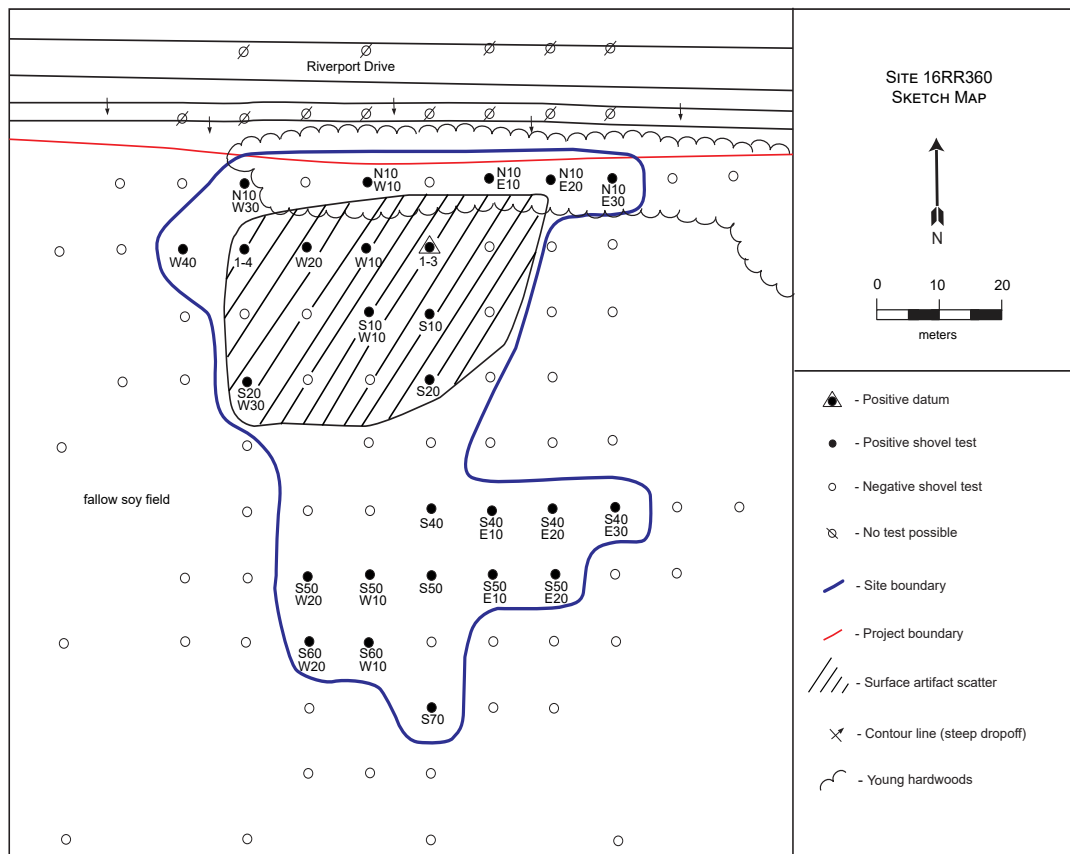 Riverport Drive
SITE 16RR360
SKETCH MAP
N
0 10 20
meters
N10
W30
N10
W10
N10
E10
N10
E20
N10
E30
W40
1-4
W20
W10
1-3
S10
W10
S10
S20
W30
S20
fallow soy field
S40
S40
E10
S40
E20
S40
E30
S50
W20
S50
W10
S50
S50
E10
S50
E20
S60
W20
S60
W10
S70
- Positive datum
- Positive shovel test
- Negative shovel test
- No test possible
- Site boundary
- Project boundary
- Surface artifact scatter
- Contour line (steep dropoff)
- Young hardwoods